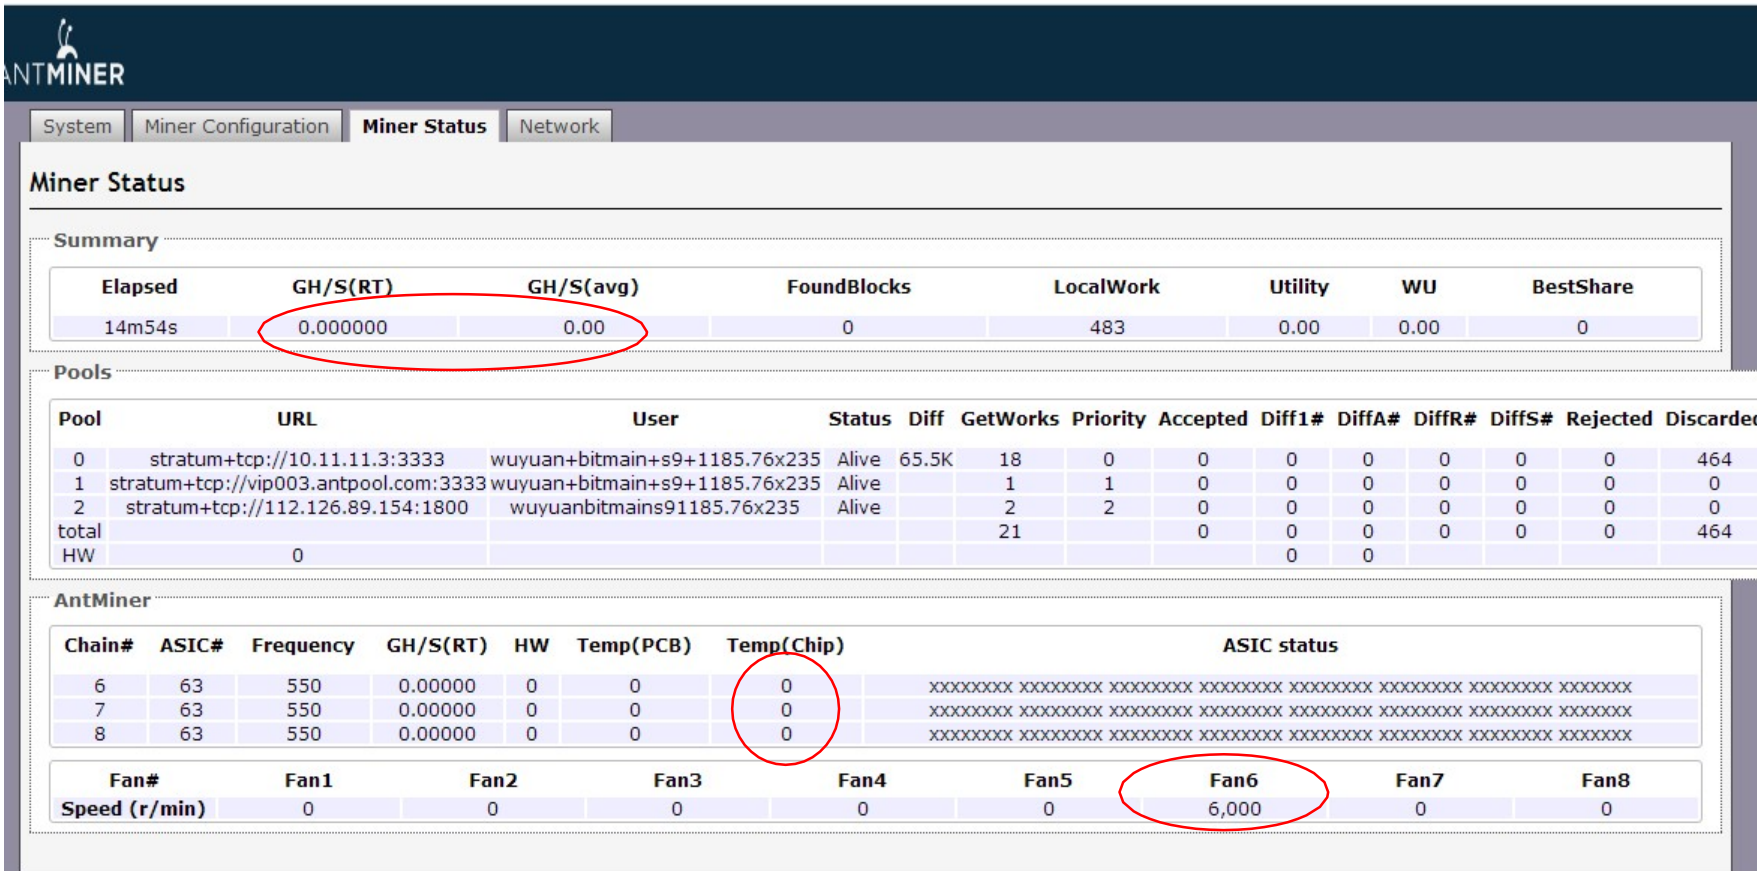 ANTMINER
System Miner Configuration Miner Status Network
Miner Status
Summary
Elapsed GH/S(RT) GH/S(avg) FoundBlocks LocalWork Utility WU BestShare
14m54s 0.000000 0.00 0 483 0.00 0.00 0
Pools
Pool URL User Status Diff GetWorks Priority Accepted Diff1# DiffA# DiffR# DiffS# Rejected Discarded
0 stratum+tcp://10.11.11.3:3333 wuyuan+bitmain+s9+1185.76x235 Alive 65.5K 18 0 0 0 0 0 0 0 464
1 stratum+tcp://vip003.antpool.com:3333 wuyuan+bitmain+s9+1185.76x235 Alive 1 1 0 0 0 0 0 0 0
2 stratum+tcp://112.126.89.154:1800 wuyuanbitmains91185.76x235 Alive 2 2 0 0 0 0 0 0 0
total 21 0 0 0 0 0 0 464
HW 0 0 0
AntMiner
Chain# ASIC# Frequency GH/S(RT) HW Temp(PCB) Temp(Chip) ASIC status
6 63 550 0.00000 0 0 0 xxxxxxxx xxxxxxxx xxxxxxxx xxxxxxxx xxxxxxxx xxxxxxxx xxxxxxxx xxxxxxx
7 63 550 0.00000 0 0 0 xxxxxxxx xxxxxxxx xxxxxxxx xxxxxxxx xxxxxxxx xxxxxxxx xxxxxxxx xxxxxxx
8 63 550 0.00000 0 0 0 xxxxxxxx xxxxxxxx xxxxxxxx xxxxxxxx xxxxxxxx xxxxxxxx xxxxxxxx xxxxxxx
Fan# Fan1 Fan2 Fan3 Fan4 Fan5 Fan6 Fan7 Fan8
Speed (r/min) 0 0 0 0 0 6,000 0 0